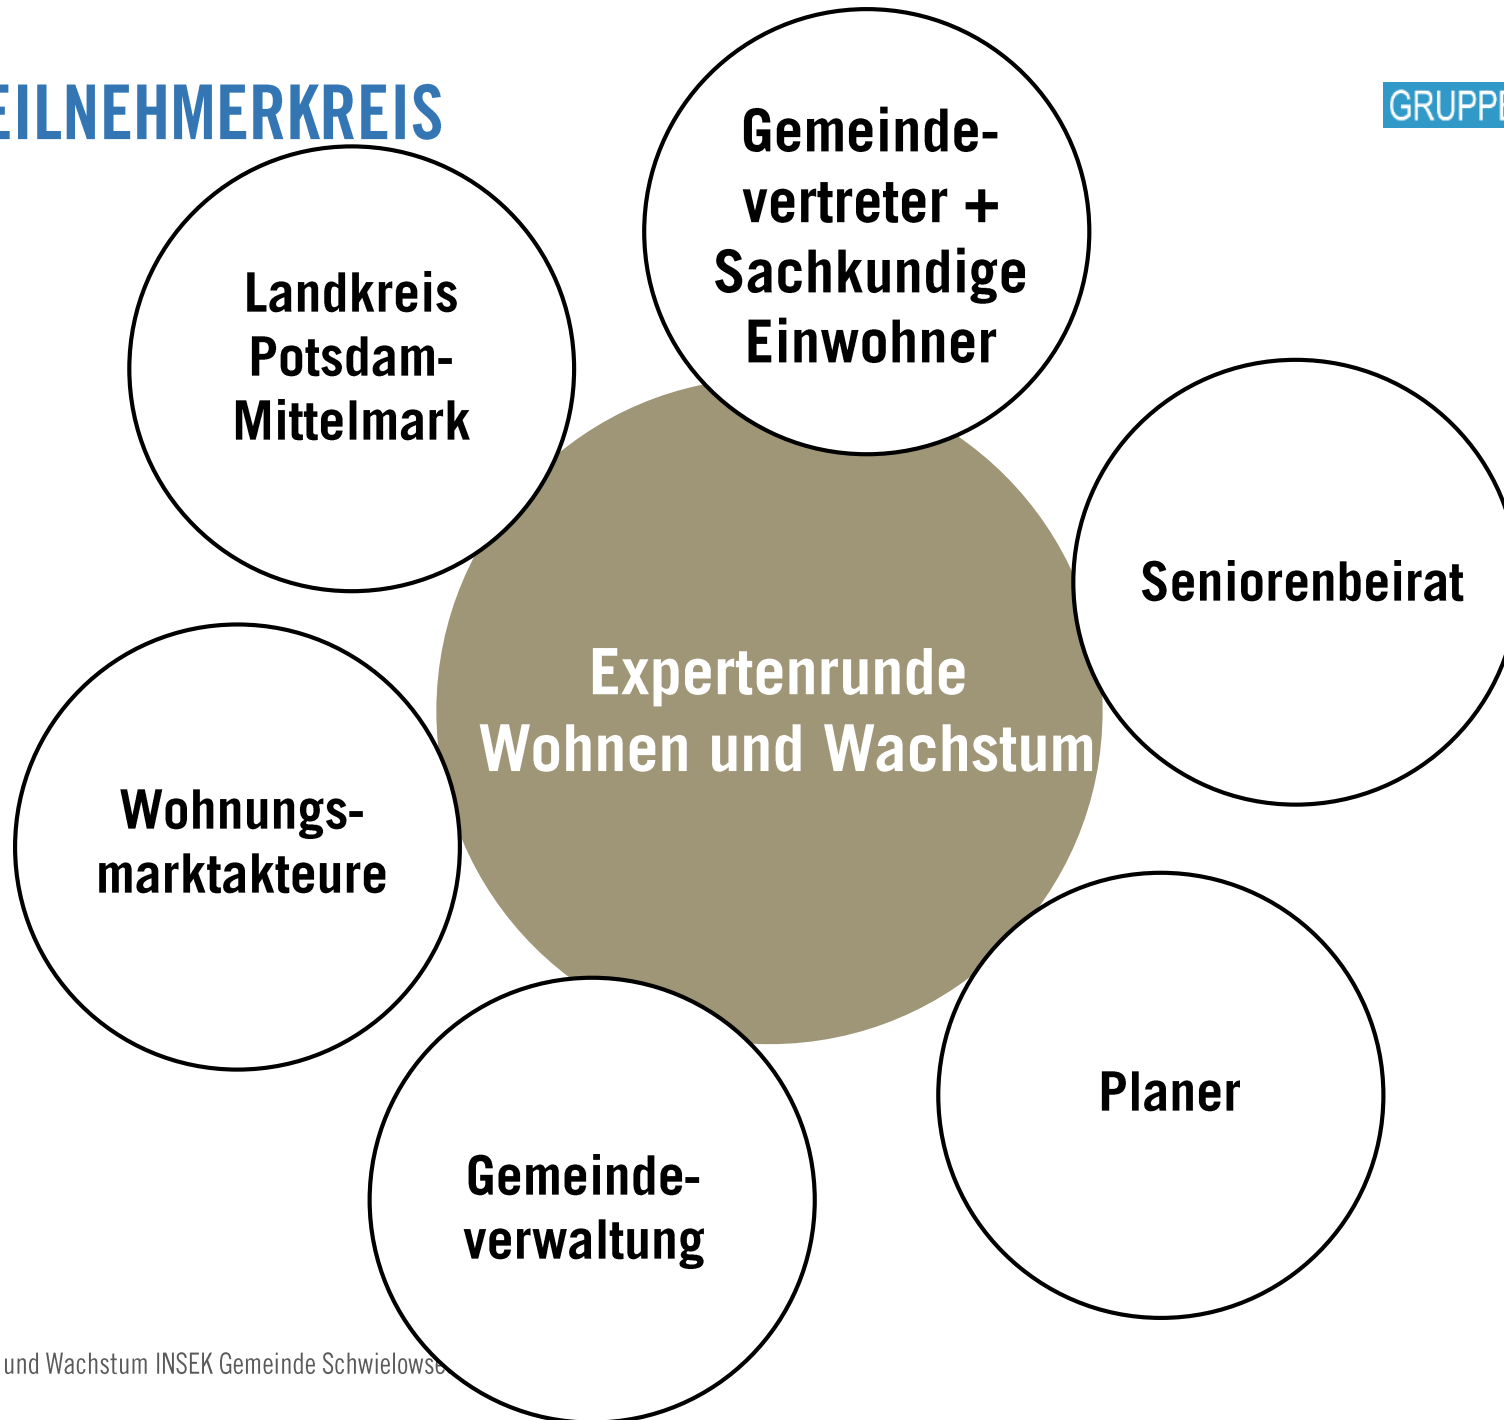 EILNEHMERKREIS
GRUPPE
Gemeinde-
vertreter +
Sachkundige
Einwohner
Landkreis
Potsdam-
Mittelmark
Seniorenbeirat
Expertenrunde
Wohnen und Wachstum
Wohnungs-
marktakteure
Planer
Gemeinde-
verwaltung
und Wachstum INSEK Gemeinde Schwielowse